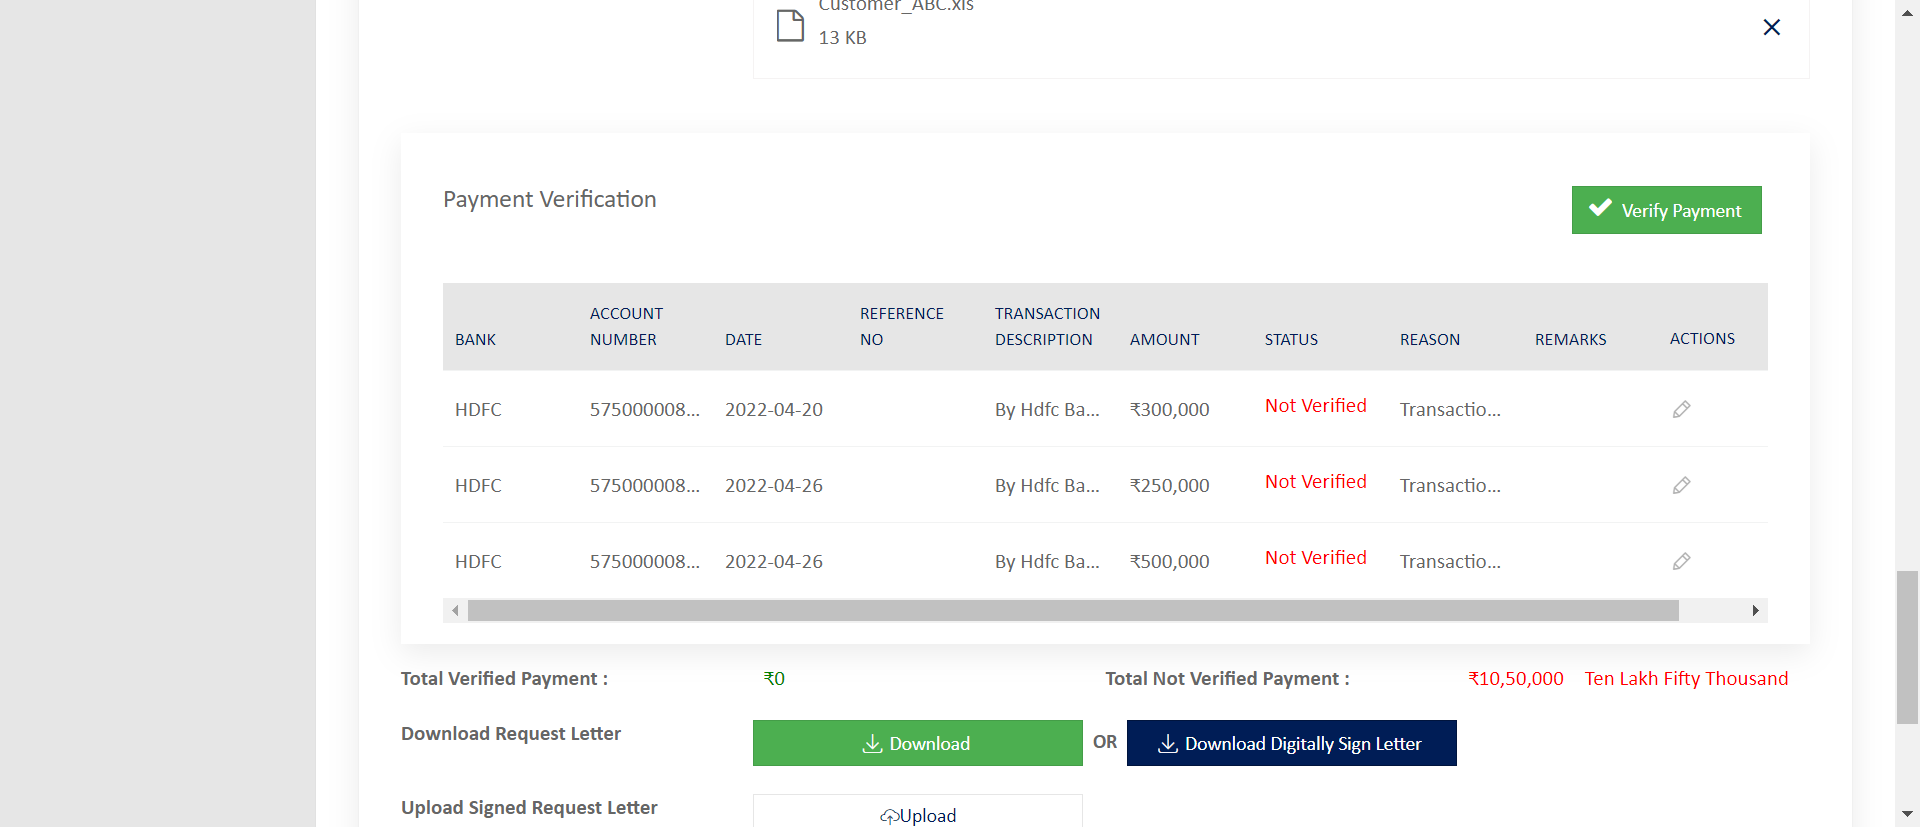 Customer_ABC.xls
13 KB
Payment Verification
Verify Payment
BANK
ACCOUNT NUMBER
DATE
REFERENCE NO
TRANSACTION DESCRIPTION
AMOUNT
STATUS
REASON
REMARKS
ACTIONS
HDFC 575000008... 2022-04-20 By Hdfc Ba... ₹300,000 Not Verified Transactio...
HDFC 575000008... 2022-04-26 By Hdfc Ba... ₹250,000 Not Verified Transactio...
HDFC 575000008... 2022-04-26 By Hdfc Ba... ₹500,000 Not Verified Transactio...
Total Verified Payment : ₹0 Total Not Verified Payment : ₹10,50,000 Ten Lakh Fifty Thousand
Download Request Letter Download OR Download Digitally Sign Letter
Upload Signed Request Letter Upload